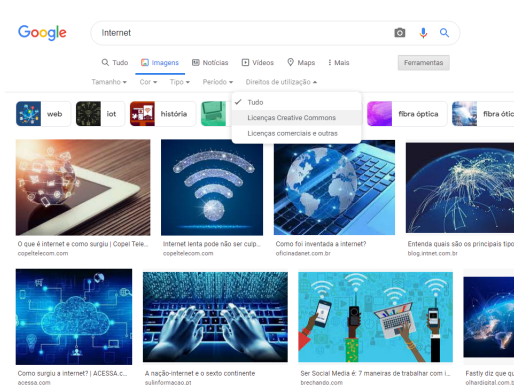 Google
Internet
Q Tudo Imagens Notícias Vídeos Maps Mais Ferramentas
Tamanho Cor Tipo Período Direitos de utilização
Tudo
Licenças Creative Commons
Licenças comerciais e outras
web iot história fibra óptica fibra ótic
O que é internet e como surgiu | Copel Tele...
copeltelecom.com
Internet lenta pode não ser culp...
copeltelecom.com
Como foi inventada a internet?
oficinadanet.com.br
Entenda quais são os principais tipo
blog.intnet.com.br
Como surgiu a Internet? | ACESSA.c...
acessa.com
A nação-internet e o sexto continente
sulinformacao.pt
Ser Social Media é: 7 maneiras de trabalhar com i...
brechando.com
Fastly diz que qu
olhardigital.com.b